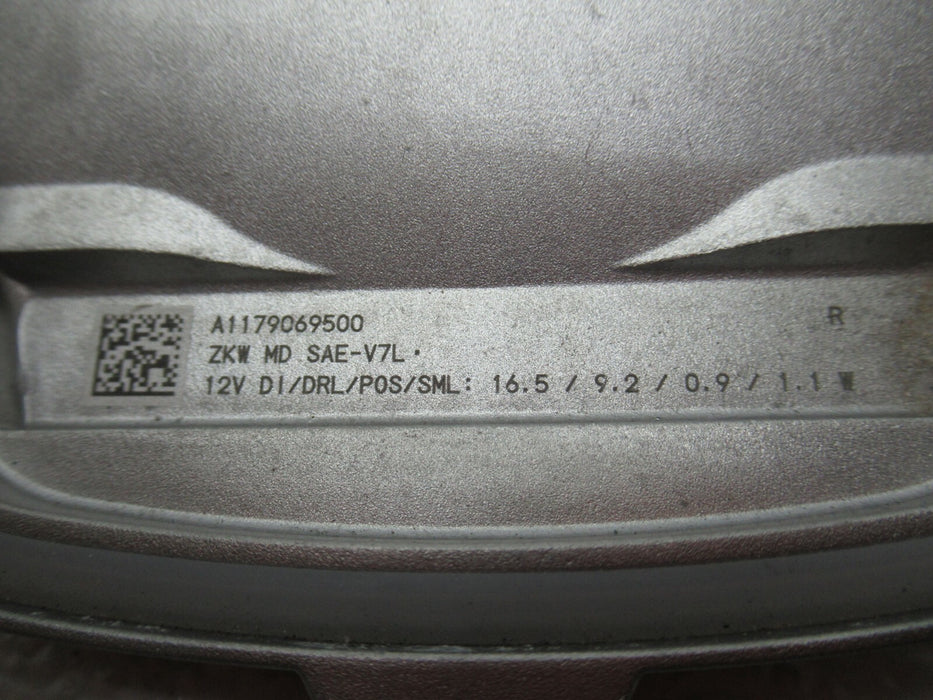 A1179069500
R
ZKW MD SAE-V7L·
12V DI/DRL/POS/SML: 16.5 / 9.2 / 0.9 / 1.1 W